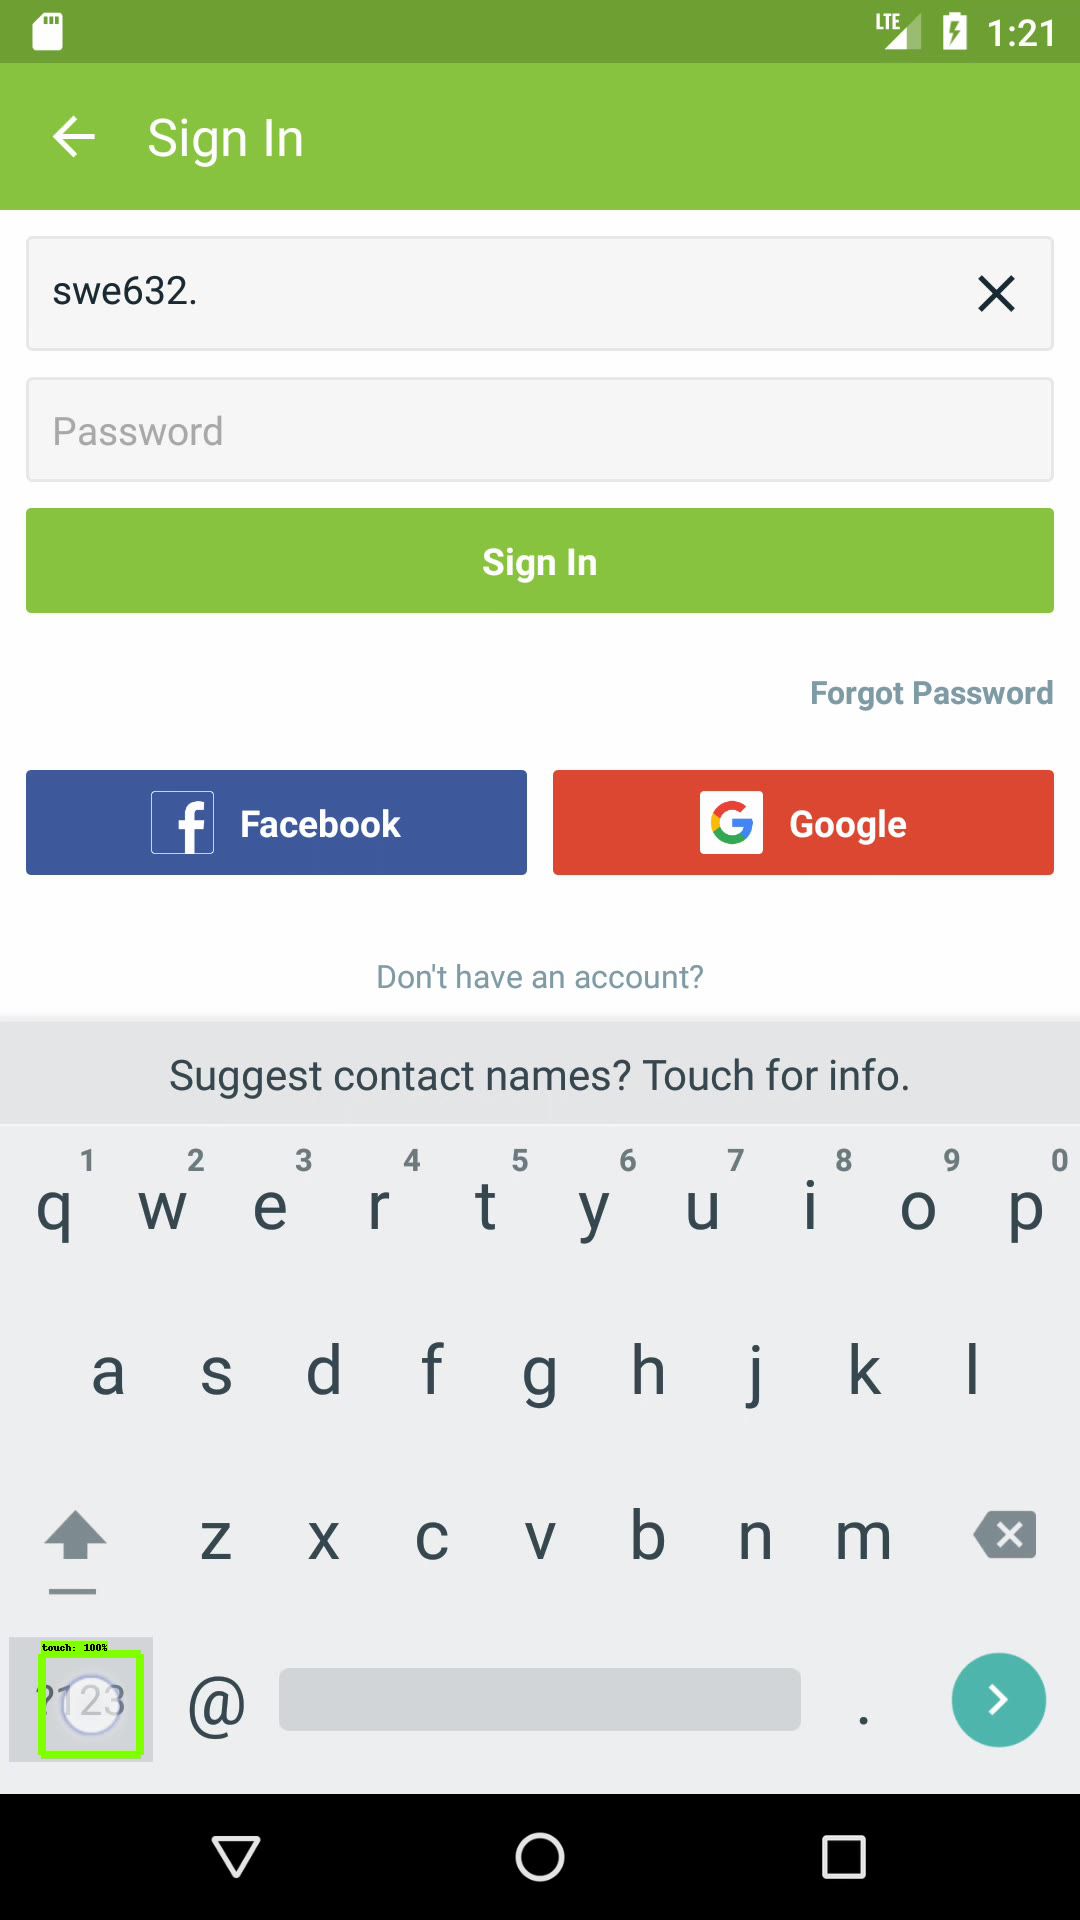 LTE 1:21
Sign In
swe632.
Password
Sign In
Forgot Password
Facebook
Google
Don't have an account?
Suggest contact names? Touch for info.
1 2 3 4 5 6 7 8 9 0
q w e r t y u i o p
a s d f g h j k l
z x c v b n m
touch: 100%
?123 @ .